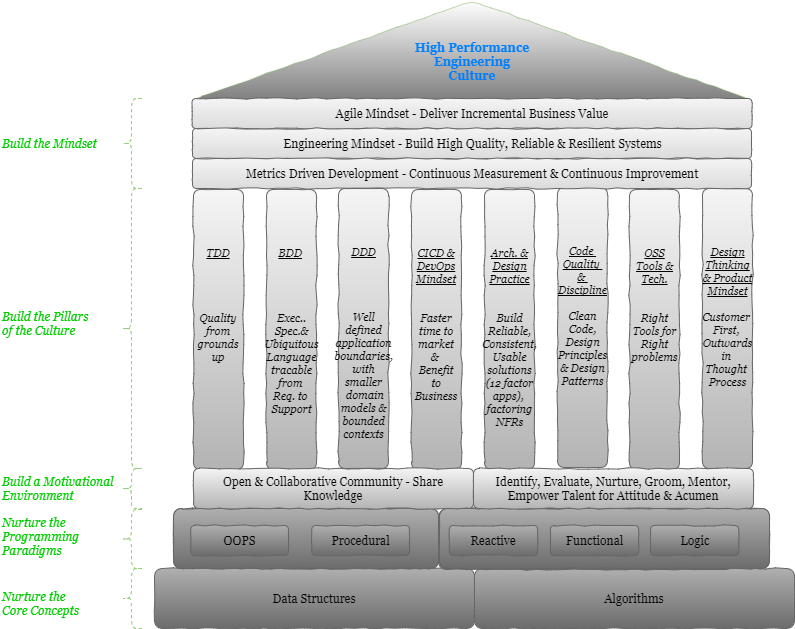 High Performance
Engineering
Culture
Agile Mindset - Deliver Incremental Business Value
Build the Mindset
Engineering Mindset - Build High Quality, Reliable & Resilient Systems
Metrics Driven Development - Continuous Measurement & Continuous Improvement
Build the Pillars
of the Culture
TDD
Quality
from
grounds
up
BDD
Exec..
Spec.&
Ubiquitous
Language
tracable
from
Req. to
Support
DDD
Well
defined
application
boundaries,
with
smaller
domain
models &
bounded
contexts
CICD &
DevOps
Mindset
Faster
time to
market
&
Benefit
to
Business
Arch. &
Design
Practice
Build
Reliable,
Consistent,
Usable
solutions
(12 factor
apps),
factoring
NFRs
Code
Quality
&
Discipline
Clean
Code,
Design
Principles
& Design
Patterns
OSS
Tools &
Tech.
Right
Tools for
Right
problems
Design
Thinking
& Product
Mindset
Customer
First,
Outwards
in
Thought
Process
Build a Motivational
Environment
Open & Collaborative Community - Share
Knowledge
Identify, Evaluate, Nurture, Groom, Mentor,
Empower Talent for Attitude & Acumen
Nurture the
Programming
Paradigms
OOPS
Procedural
Reactive
Functional
Logic
Nurture the
Core Concepts
Data Structures
Algorithms